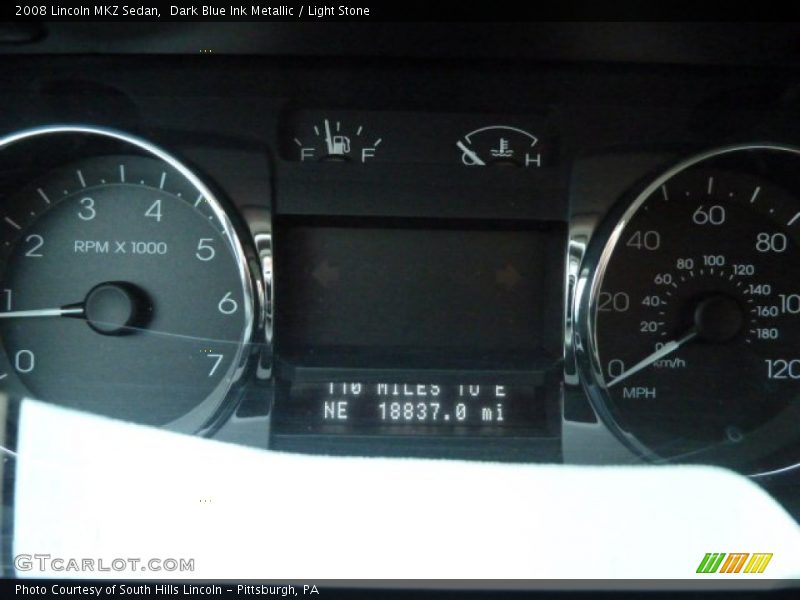 2008 Lincoln MKZ Sedan,  Dark Blue Ink Metallic / Light Stone
F F
C H
0 1 2 3 4 5 6 7
RPM X 1000
0 20 40 60 80 100 120
MPH
0 20 40 60 80 100 120 140 160 180
km/h
110 MILES TO E
NE 18837.0 mi
GTCARLOT.COM
Photo Courtesy of South Hills Lincoln - Pittsburgh, PA